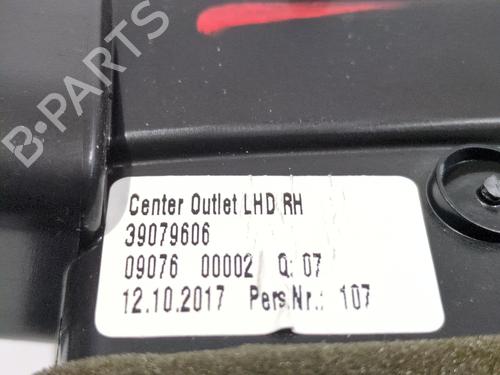 B-PARTS
Center Outlet LHD RH
39079606
09076 00002 Q: 07
12.10.2017 Pers.Nr.: 107